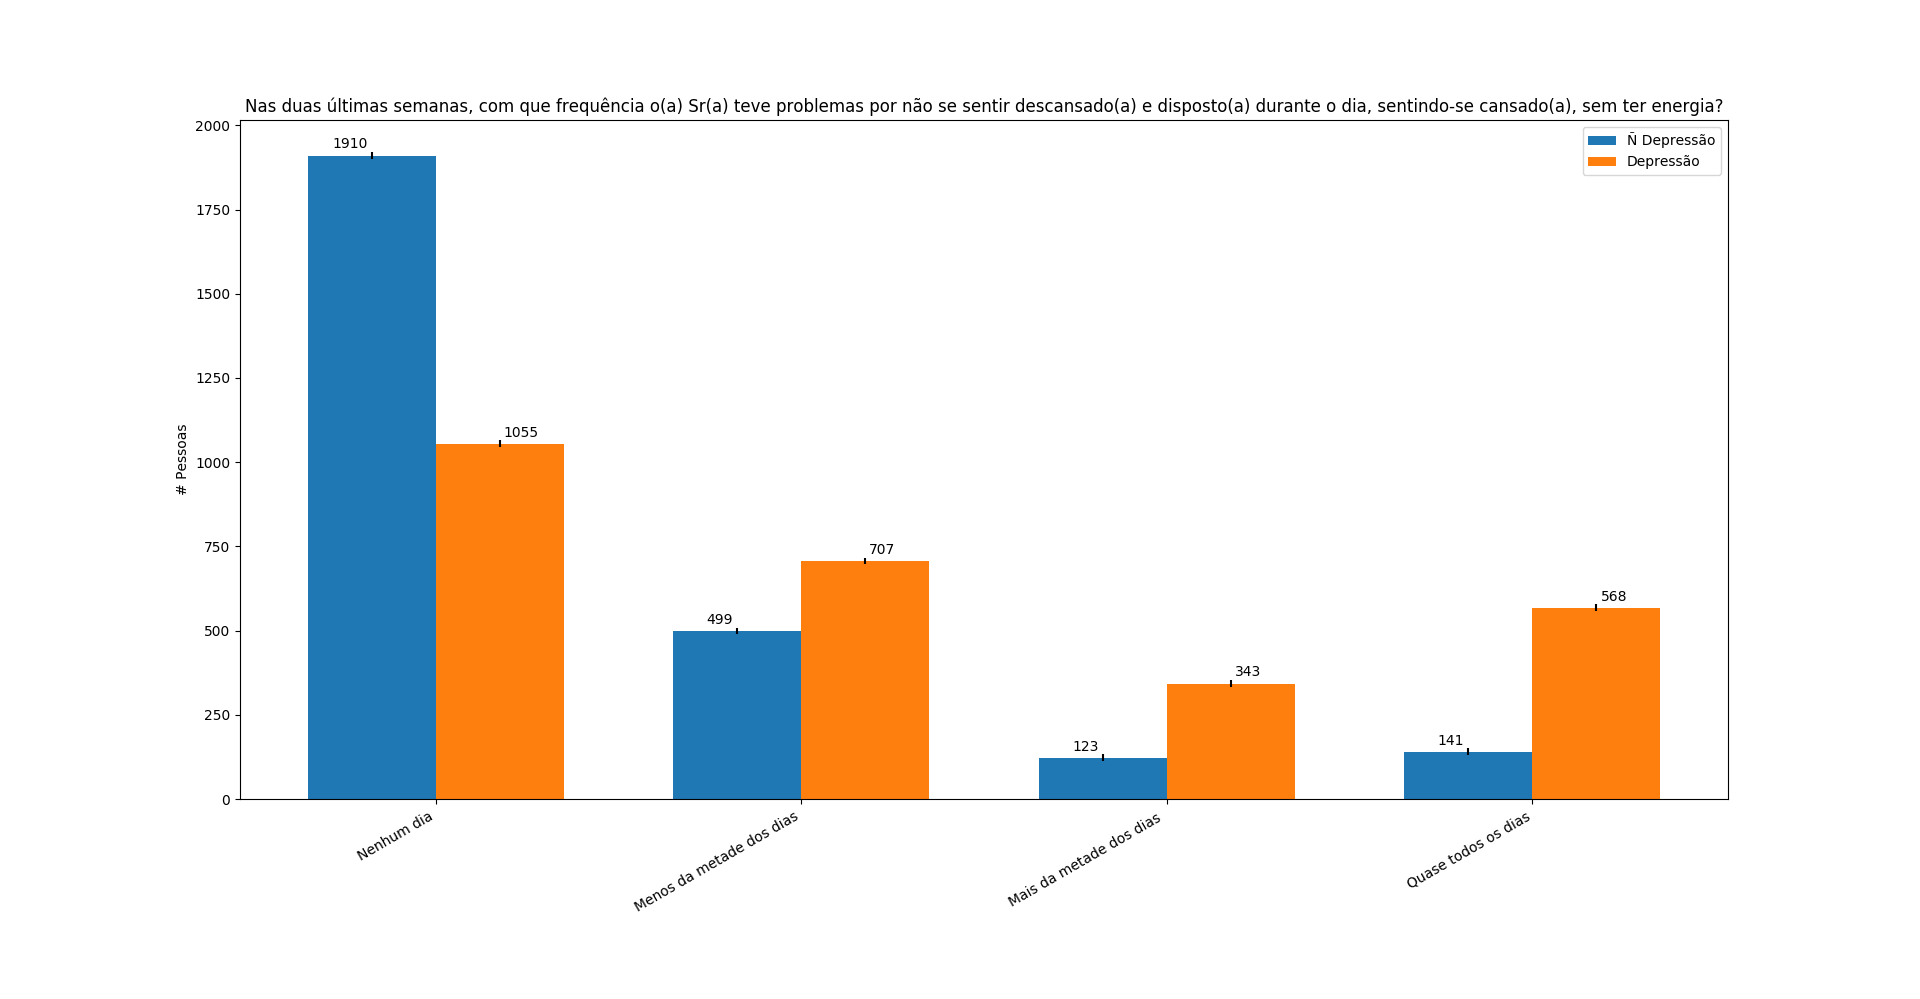 Nas duas últimas semanas, com que frequência o(a) Sr(a) teve problemas por não se sentir descansado(a) e disposto(a) durante o dia, sentindo-se cansado(a), sem ter energia?
Ñ Depressão
Depressão
# Pessoas
2000
1750
1500
1250
1000
750
500
250
0
1910
1055
499
707
123
343
141
568
Nenhum dia
Menos da metade dos dias
Mais da metade dos dias
Quase todos os dias